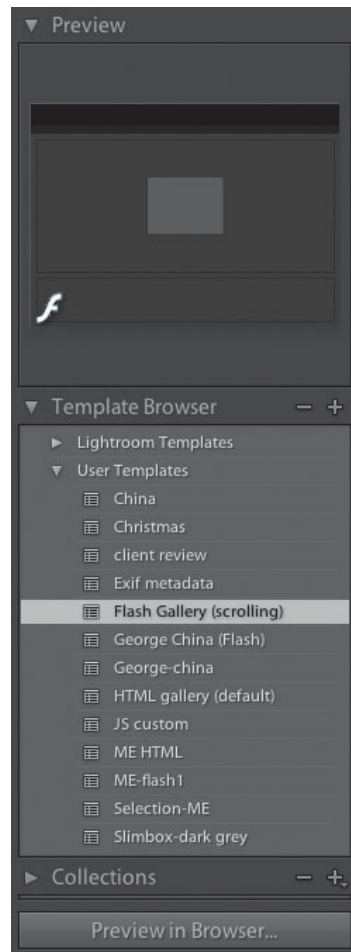 Preview
Template Browser
Lightroom Templates
User Templates
China
Christmas
client review
Exif metadata
Flash Gallery (scrolling)
George China (Flash)
George-china
HTML gallery (default)
JS custom
ME HTML
ME-flash1
Selection-ME
Slimbox-dark grey
Collections
Preview in Browser...